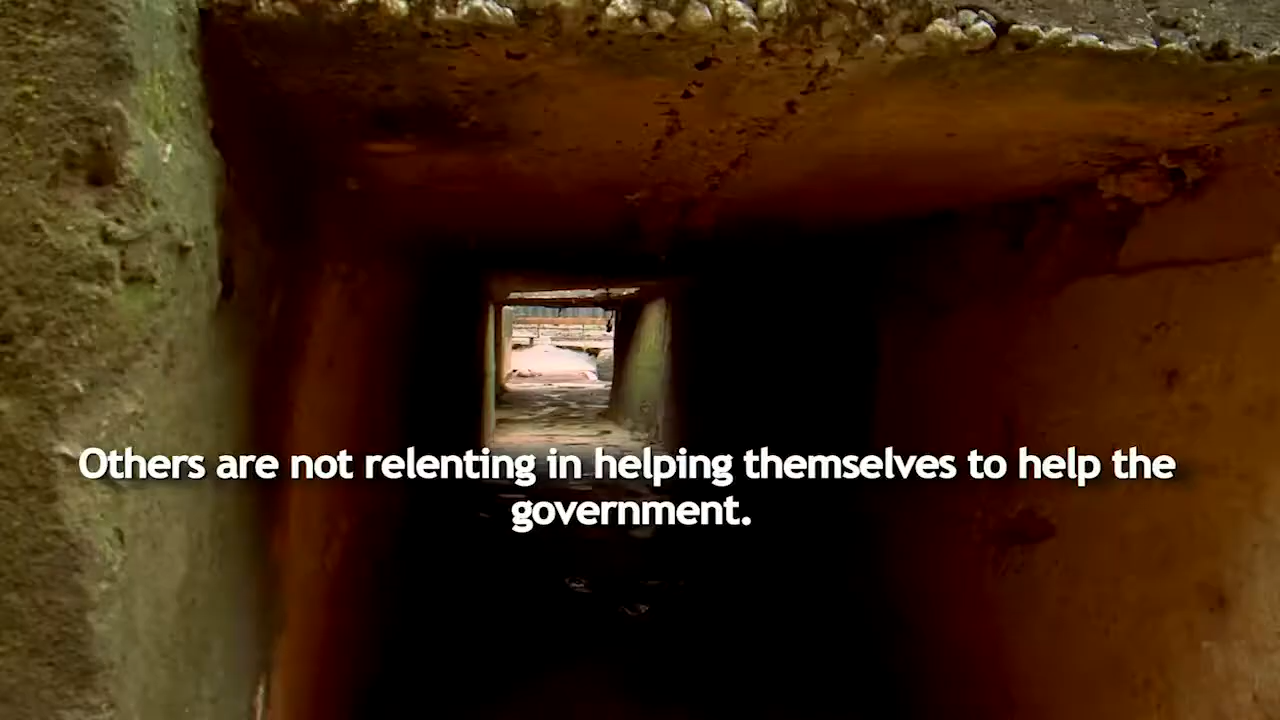 Others are not relenting in helping themselves to help the
government.